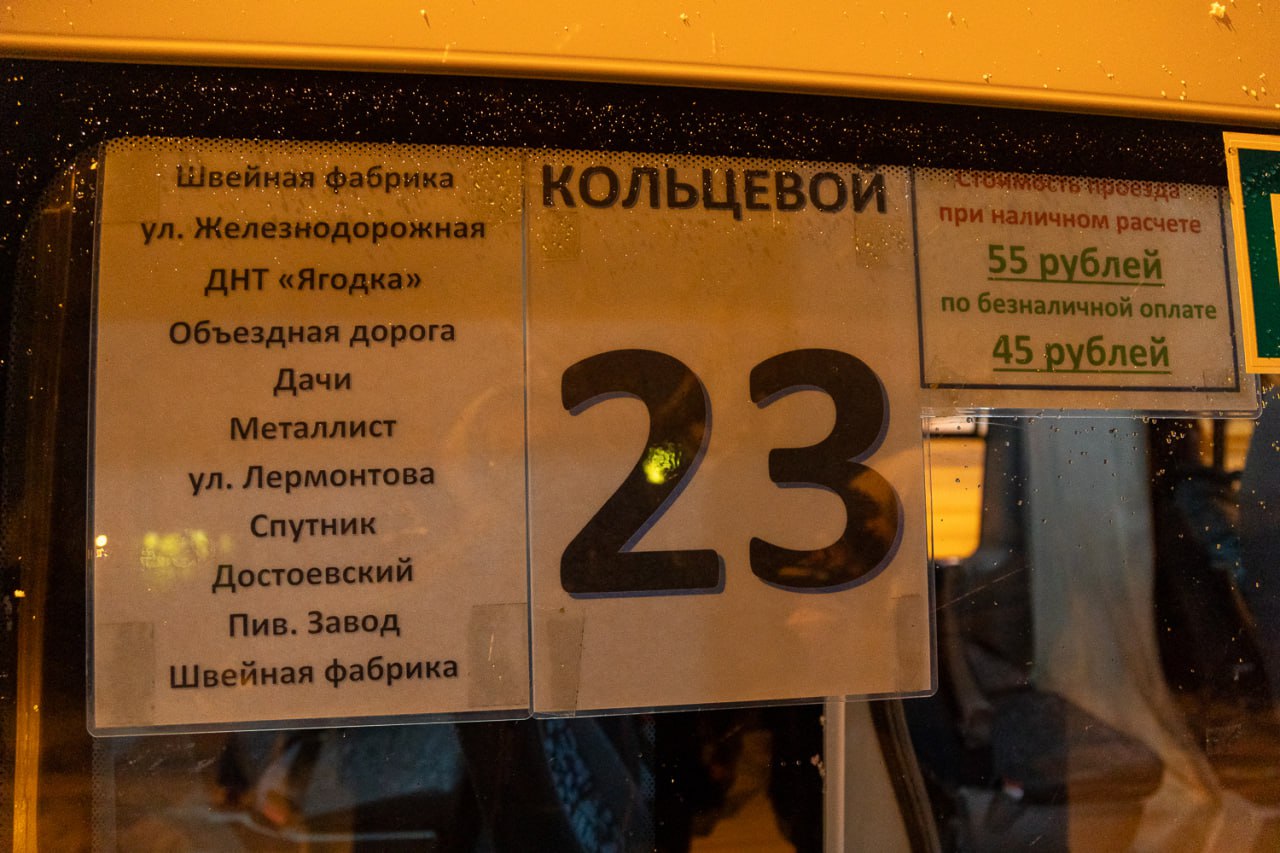 Швейная фабрика
ул. Железнодорожная
ДНТ «Ягодка»
Объездная дорога
Дачи
Металлист
ул. Лермонтова
Спутник
Достоевский
Пив. Завод
Швейная фабрика
КОЛЬЦЕВОЙ
23
Стоимость проезда
при наличном расчете
55 рублей
по безналичной оплате
45 рублей